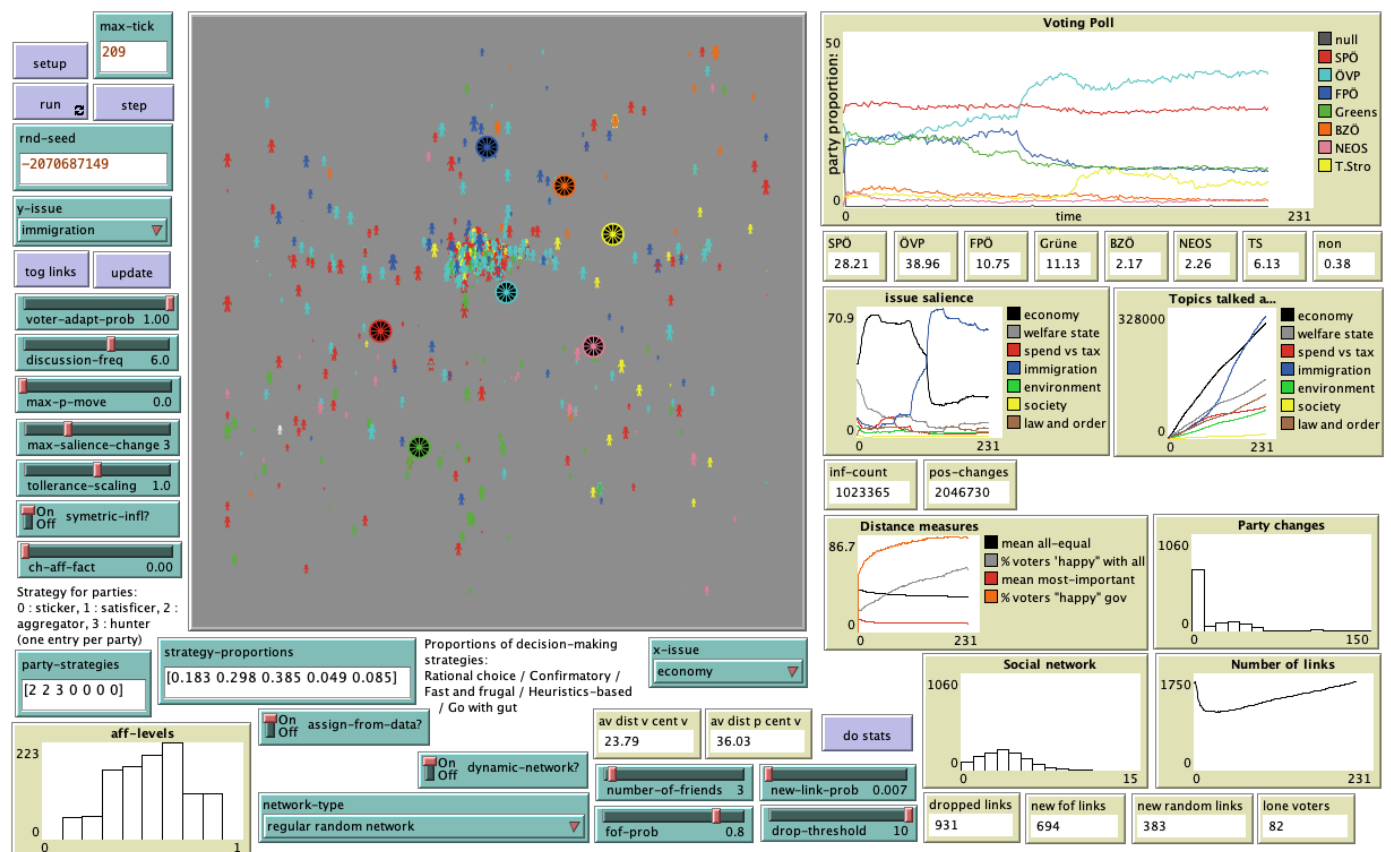 max-tick
209
setup
run
step
rnd-seed
-2070687149
y-issue
immigration
tog links
update
voter-adapt-prob 1.00
discussion-freq 6.0
max-p-move 0.0
max-salience-change 3
tollerance-scaling 1.0
On
Off
symetric-infl?
ch-aff-fact 0.00
Strategy for parties:
0 : sticker, 1 : satisficer, 2 :
aggregator, 3 : hunter
(one entry per party)
party-strategies
[2 2 3 0 0 0 0]
strategy-proportions
[0.183 0.298 0.385 0.049 0.085]
Proportions of decision-making
strategies:
Rational choice / Confirmatory /
Fast and frugal / Heuristics-based
/ Go with gut
x-issue
economy
aff-levels
223
0
0 1
On
Off
assign-from-data?
On
Off
dynamic-network?
network-type
regular random network
av dist v cent v
23.79
av dist p cent v
36.03
do stats
number-of-friends 3
new-link-prob 0.007
fof-prob 0.8
drop-threshold 10
Voting Poll
50
party proportion:
0
0 time 231
null
SPÖ
ÖVP
FPÖ
Greens
BZÖ
NEOS
T.Stro
SPÖ
28.21
ÖVP
38.96
FPÖ
10.75
Grüne
11.13
BZÖ
2.17
NEOS
2.26
TS
6.13
non
0.38
issue salience
70.9
0
0 231
economy
welfare state
spend vs tax
immigration
environment
society
law and order
Topics talked a...
328000
0
0 231
economy
welfare state
spend vs tax
immigration
environment
society
law and order
inf-count
1023365
pos-changes
2046730
Distance measures
86.7
0
0 231
mean all-equal
% voters 'happy" with all
mean most-important
% voters "happy" gov
Party changes
1060
0
0 150
Social network
1060
0
0 15
Number of links
1750
0
0 231
dropped links
931
new fof links
694
new random links
383
lone voters
82